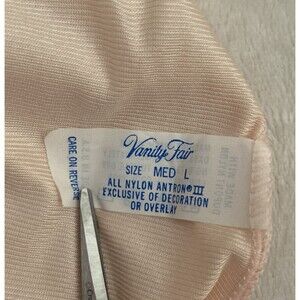 Vanity Fair
SIZE MED L
ALL NYLON ANTRON® III
EXCLUSIVE OF DECORATION
OR OVERLAY
CARE ON REVERSE